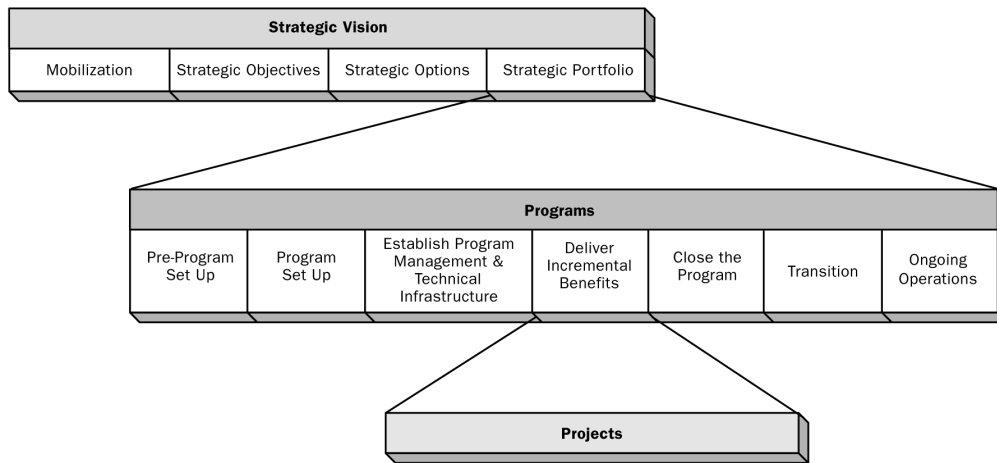 Strategic Vision
Mobilization
Strategic Objectives
Strategic Options
Strategic Portfolio
Programs
Pre-Program
Set Up
Program
Set Up
Establish Program
Management &
Technical
Infrastructure
Deliver
Incremental
Benefits
Close the
Program
Transition
Ongoing
Operations
Projects